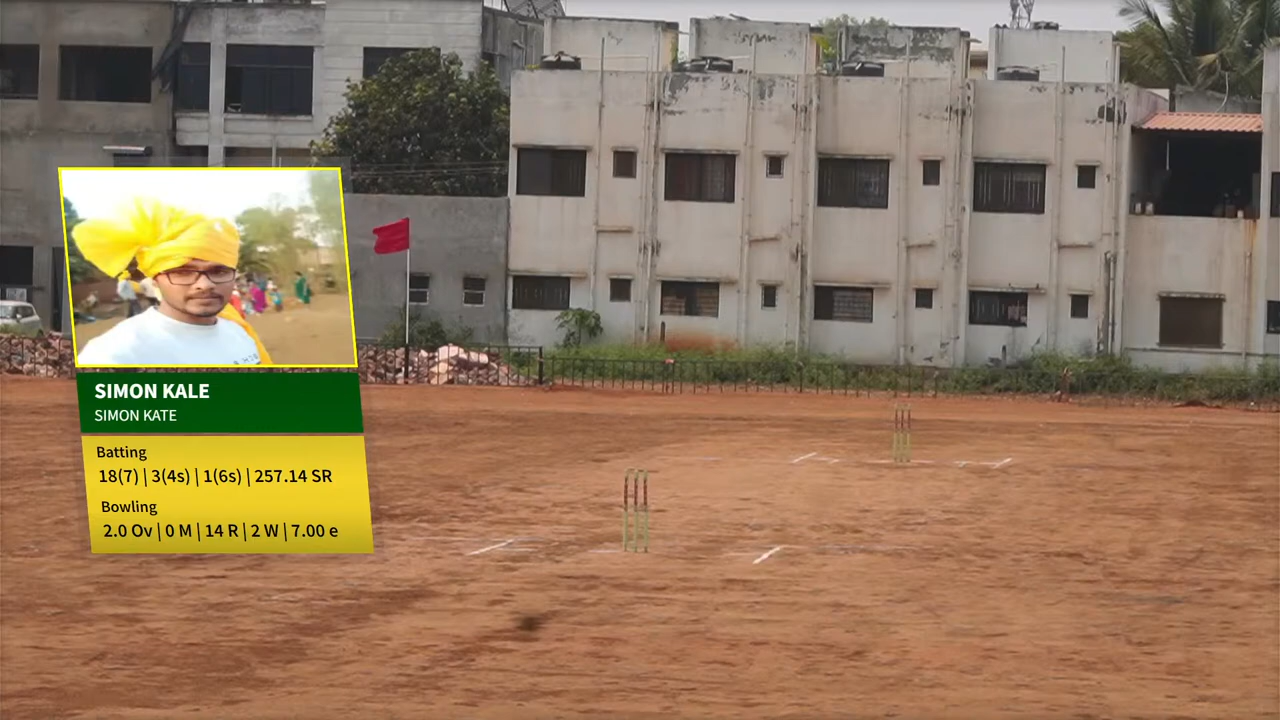 SIMON KALE
SIMON KATE
Batting
18(7) | 3(4s) | 1(6s) | 257.14 SR
Bowling
2.0 Ov | 0 M | 14 R | 2 W | 7.00 e